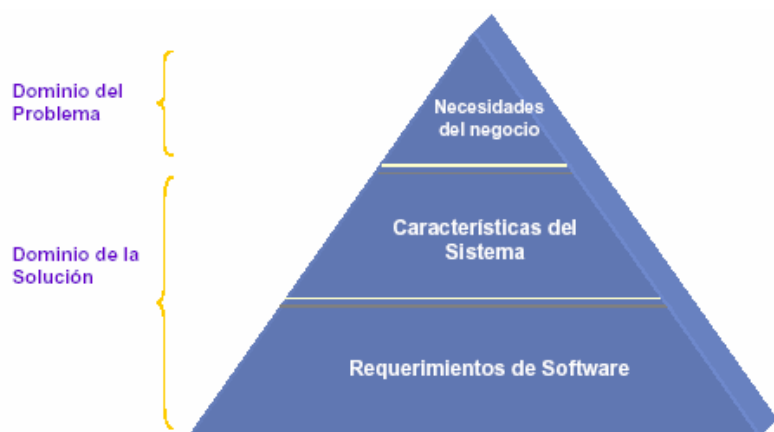 Dominio del
Problema
Necesidades
del negocio
Dominio de la
Solución
Características del
Sistema
Requerimientos de Software